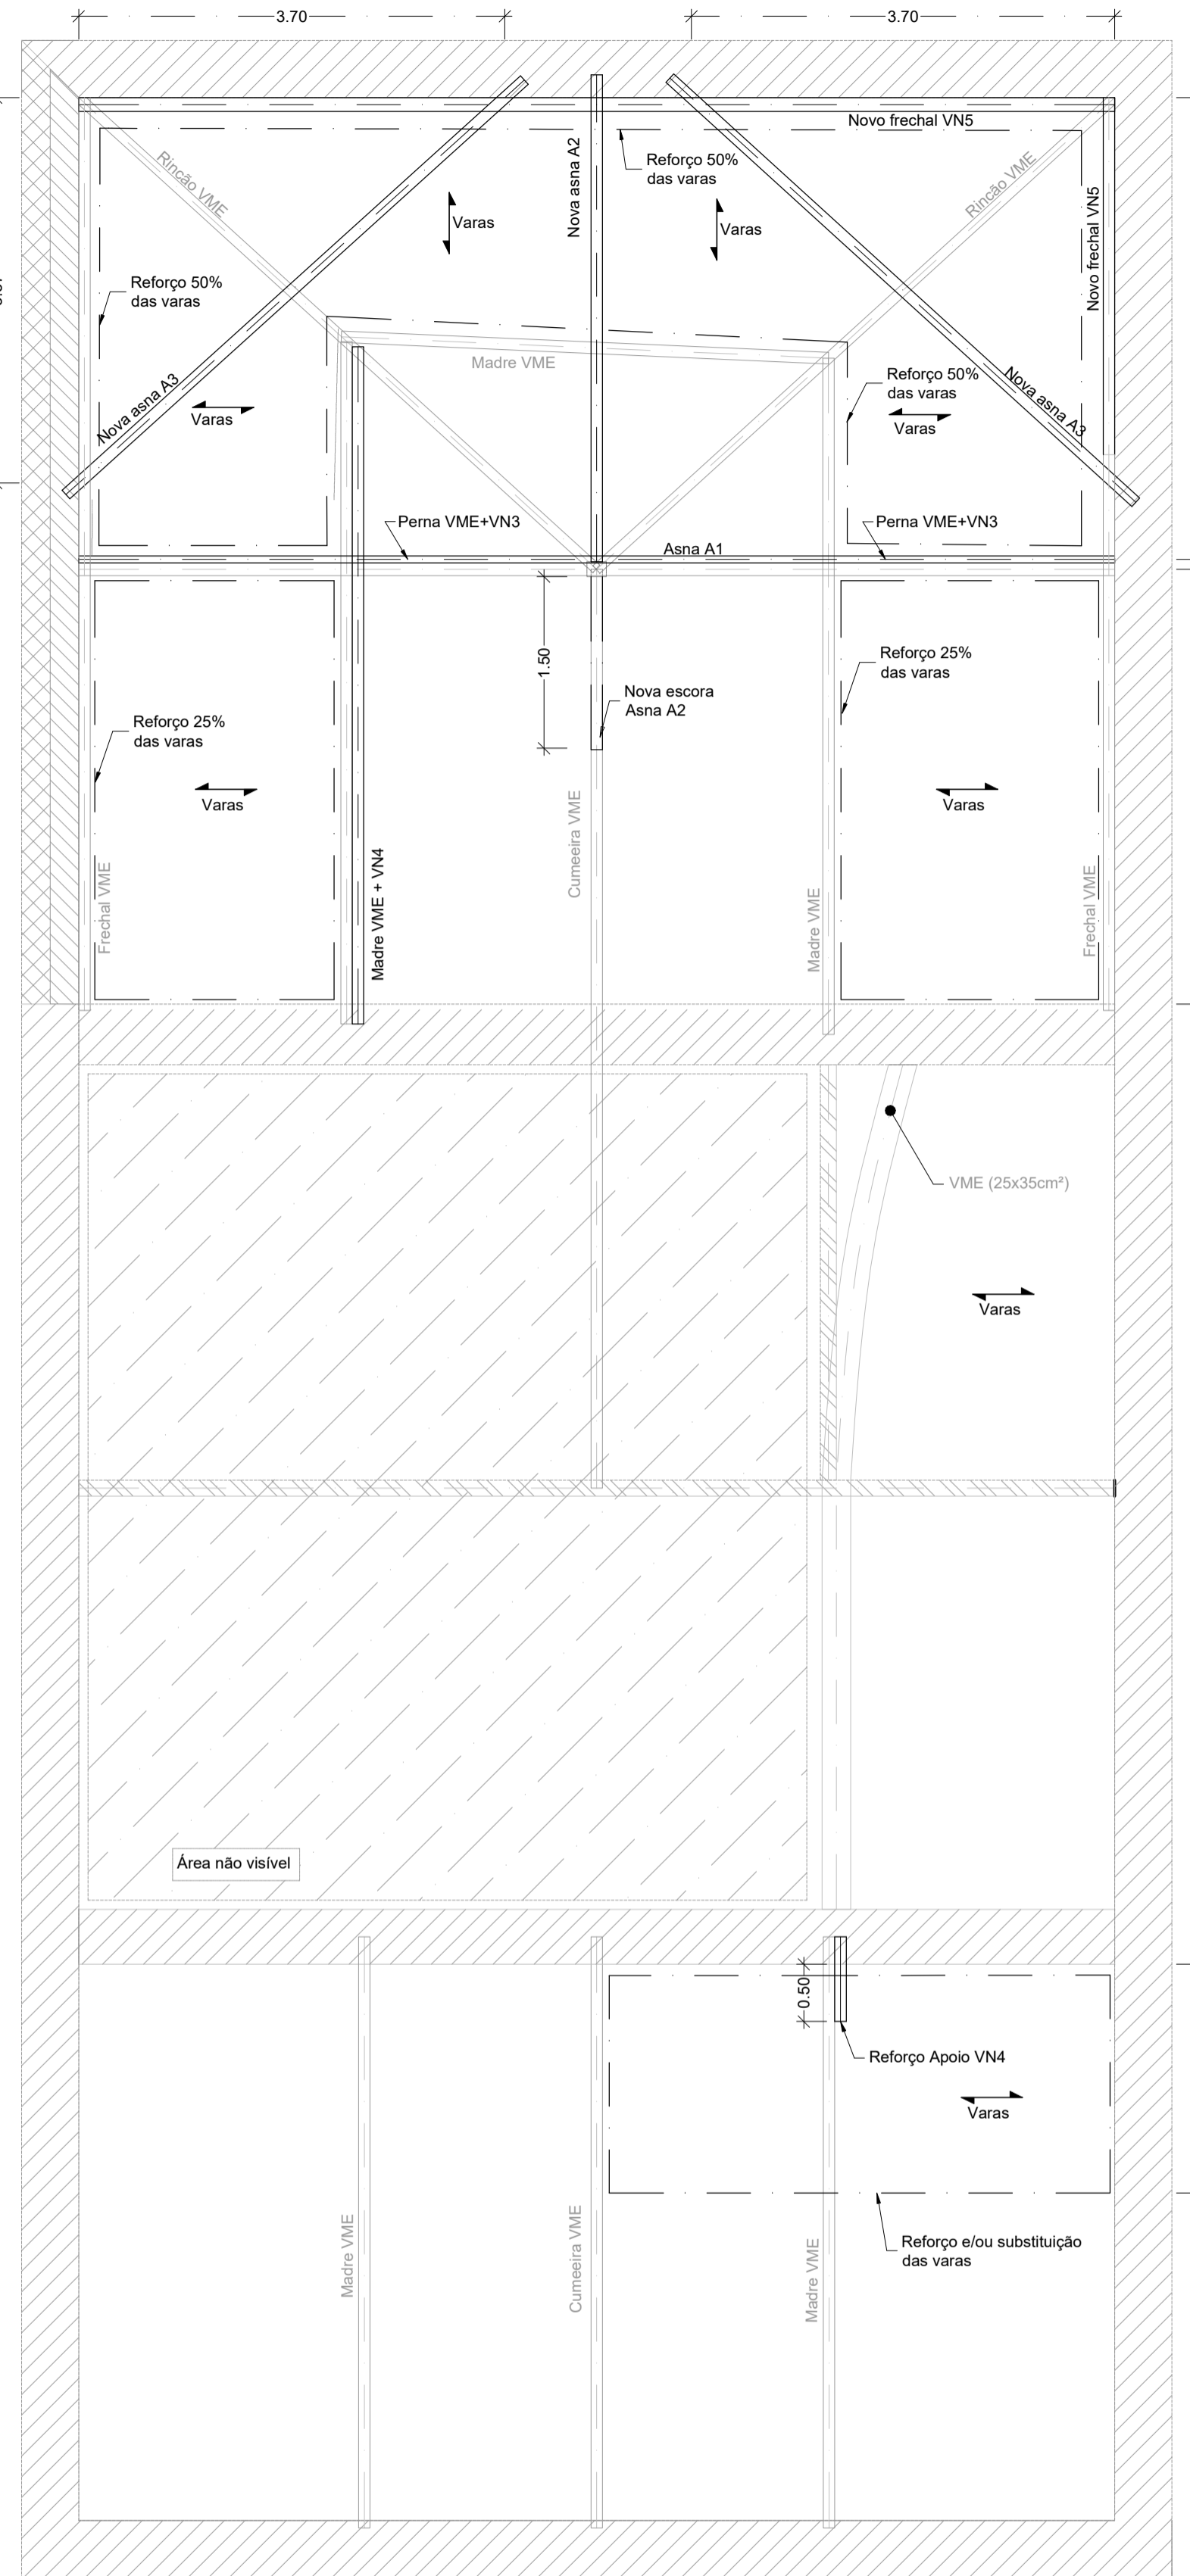 3.70
3.70
Novo frechal VN5
Rincão VME
Nova asna A2
Reforço 50%
das varas
Rincão VME
Novo frechal VN5
Varas
Varas
Reforço 50%
das varas
Madre VME
Nova asna A3
Varas
Reforço 50%
das varas
Varas
Nova asna A3
Perna VME+VN3
Asna A1
Perna VME+VN3
1.50
Reforço 25%
das varas
Nova escora
Asna A2
Reforço 25%
das varas
Varas
Varas
Frechal VME
Madre VME + VN4
Cumeeira VME
Madre VME
Frechal VME
VME (25x35cm²)
Varas
Área não visível
0.50
Reforço Apoio VN4
Varas
Reforço e/ou substituição
das varas
Madre VME
Cumeeira VME
Madre VME